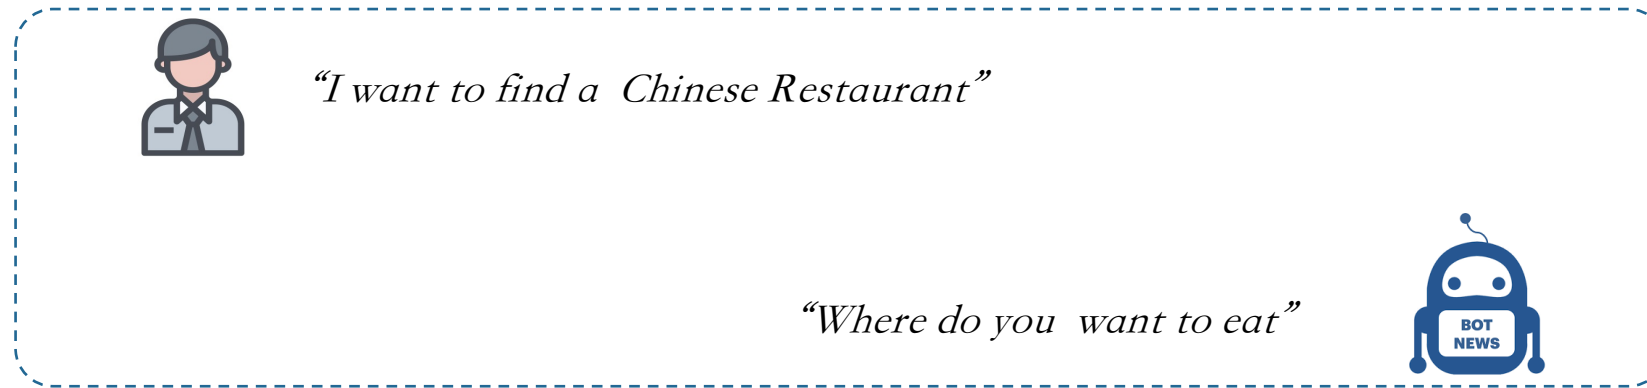 “I want to find a Chinese Restaurant”
“Where do you want to eat”
BOT
NEWS